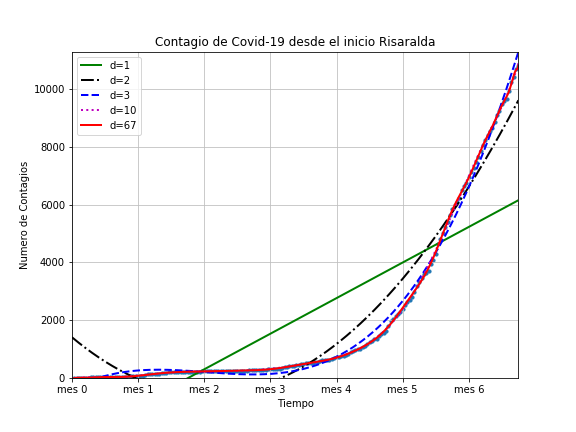 Contagio de Covid-19 desde el inicio Risaralda
d=1
d=2
d=3
d=10
d=67
10000
8000
6000
4000
2000
0
Numero de Contagios
mes 0 mes 1 mes 2 mes 3 mes 4 mes 5 mes 6
Tiempo